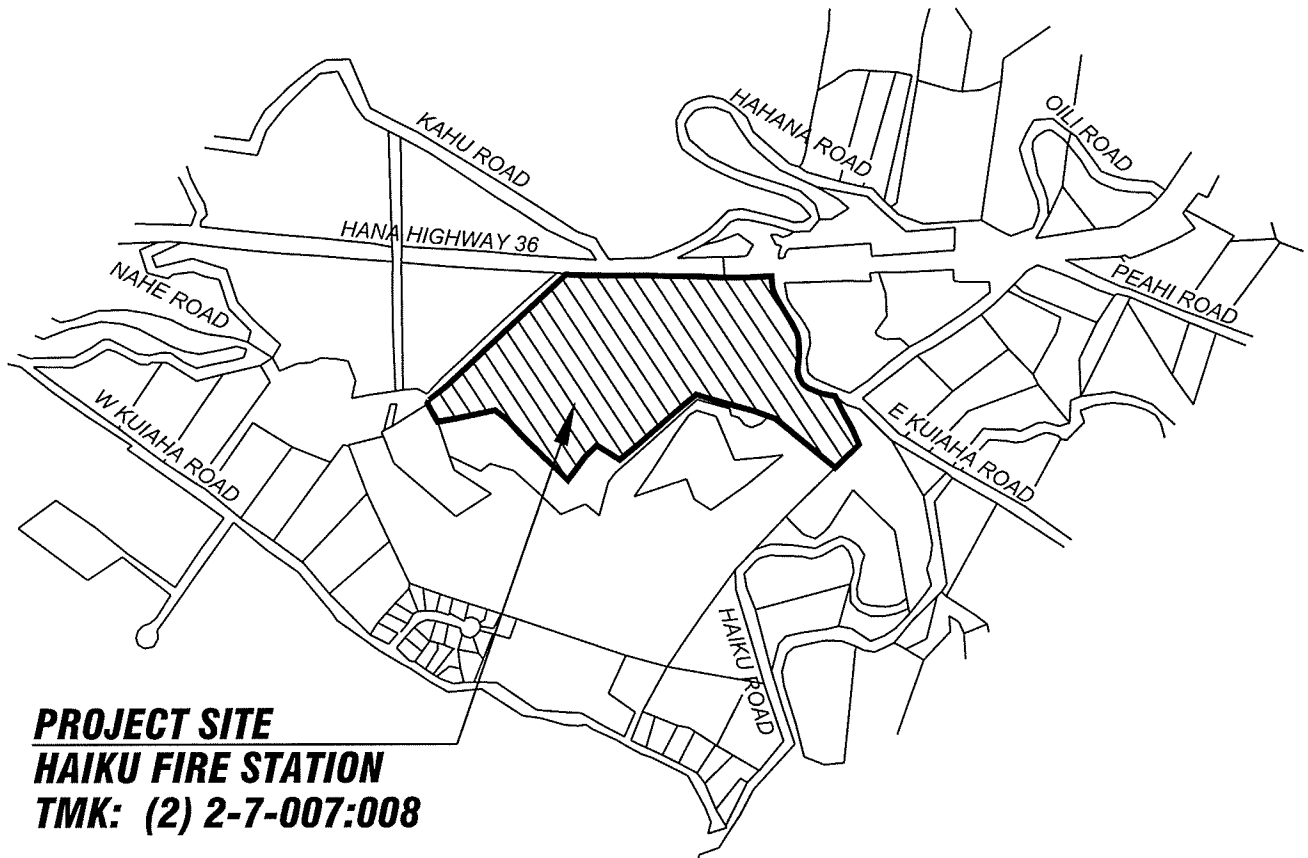 KAHU ROAD
HAHANA ROAD
OILI ROAD
HANA HIGHWAY 36
NAHE ROAD
PEAHI ROAD
W KUIAHA ROAD
E KUIAHA ROAD
HAIKU ROAD
PROJECT SITE
HAIKU FIRE STATION
TMK: (2) 2-7-007:008